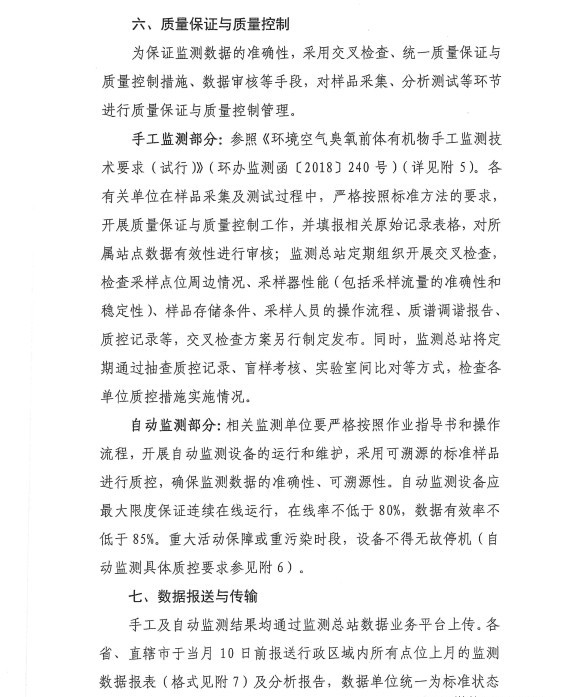 六、质量保证与质量控制
为保证监测数据的准确性，采用交叉检查、统一质量保证与
质量控制措施、数据审核等手段，对样品采集、分析测试等环节
进行质量保证与质量控制管理。
手工监测部分：参照《环境空气臭氧前体有机物手工监测技
术要求（试行）》（环办监测函〔2018〕240 号）（详见附 5）。各
有关单位在样品采集及测试过程中，严格按照标准方法的要求，
开展质量保证与质量控制工作，并填报相关原始记录表格，对所
属站点数据有效性进行审核；监测总站定期组织开展交叉检查，
检查采样点位周边情况、采样器性能（包括采样流量的准确性和
稳定性）、样品存储条件、采样人员的操作流程、质谱调谐报告、
质控记录等，交叉检查方案另行制定发布。同时，监测总站将定
期通过抽查质控记录、盲样考核、实验室间比对等方式，检查各
单位质控措施实施情况。
自动监测部分：相关监测单位要严格按照作业指导书和操作
流程，开展自动监测设备的运行和维护，采用可溯源的标准样品
进行质控，确保监测数据的准确性、可溯源性。自动监测设备应
最大限度保证连续在线运行，在线率不低于 80%，数据有效率不
低于 85%。重大活动保障或重污染时段，设备不得无故停机（自
动监测具体质控要求参见附 6）。
七、数据报送与传输
手工及自动监测结果均通过监测总站数据业务平台上传。各
省、直辖市于当月 10 日前报送行政区域内所有点位上月的监测
数据报表（格式见附 7）及分析报告，数据单位统一为标准状态